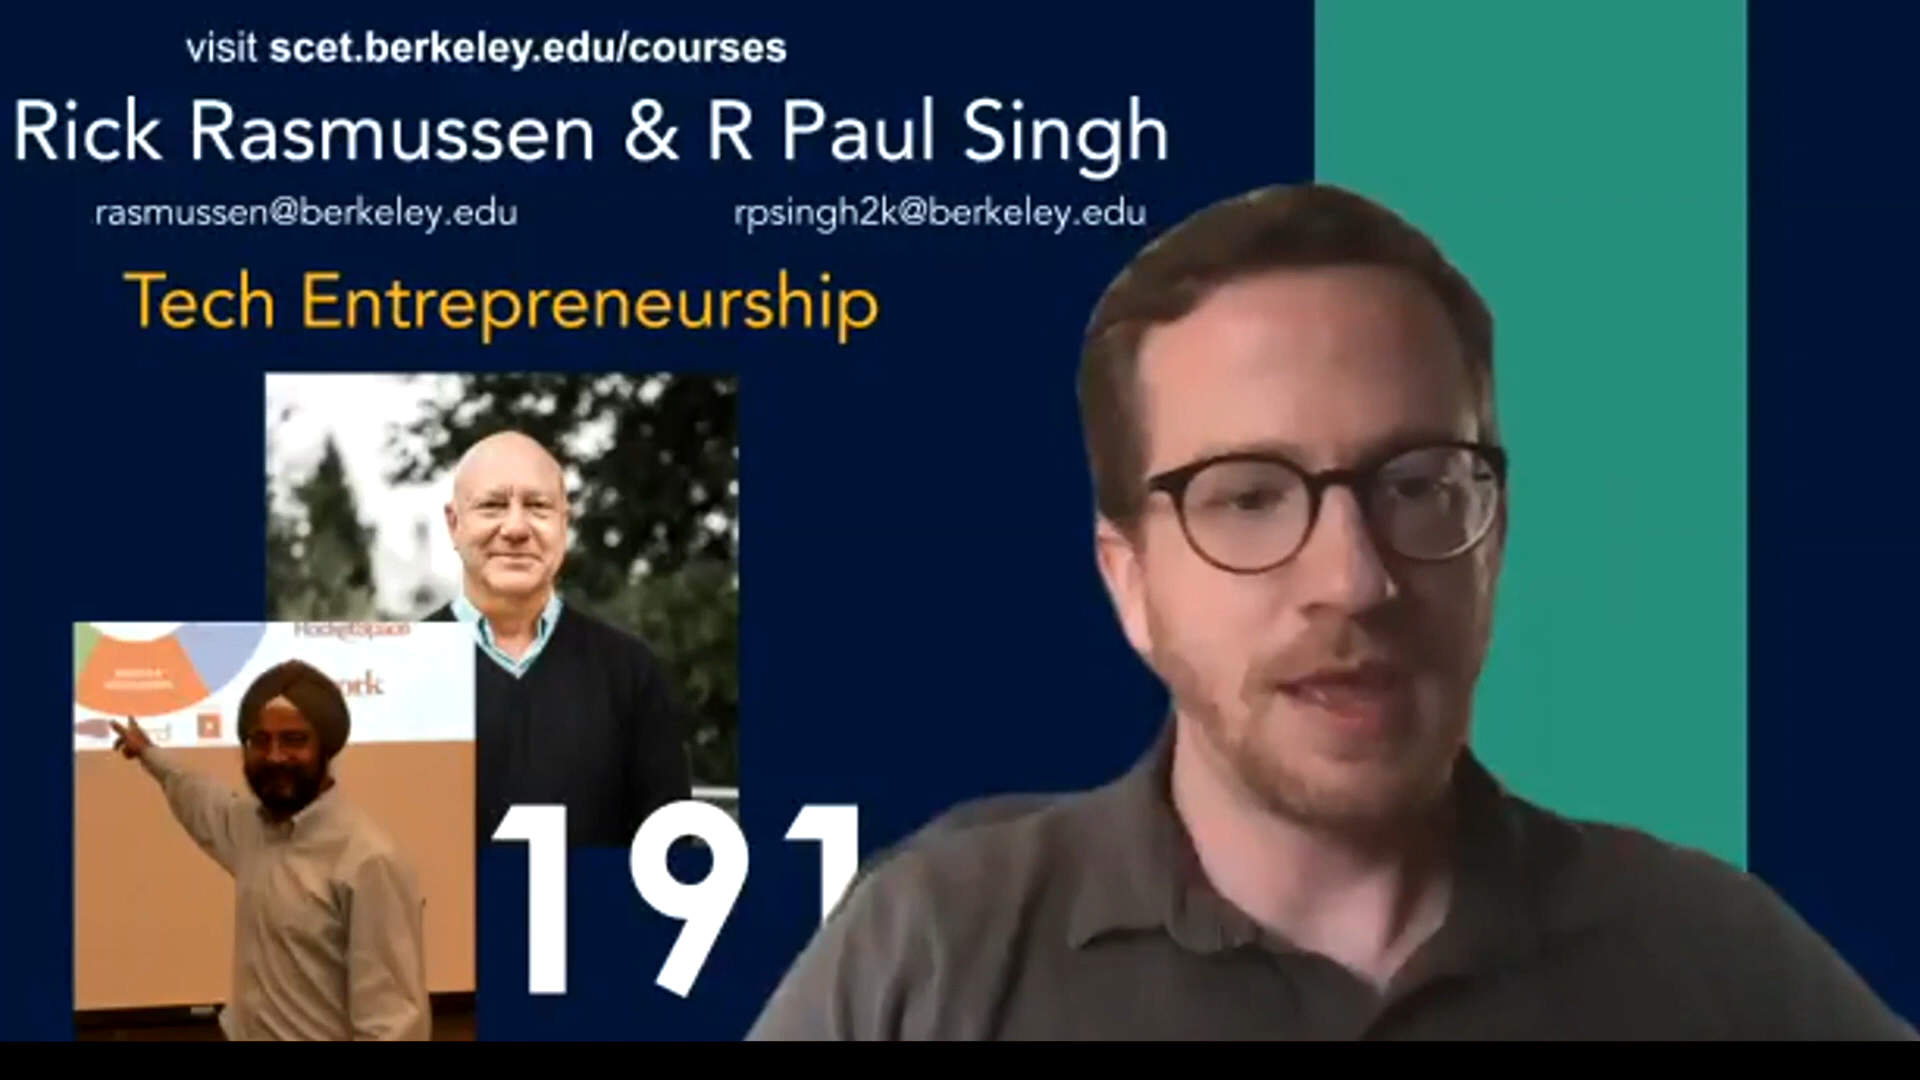 visit scet.berkeley.edu/courses
Rick Rasmussen & R Paul Singh
rasmussen@berkeley.edu
rpsingh2k@berkeley.edu
Tech Entrepreneurship
191